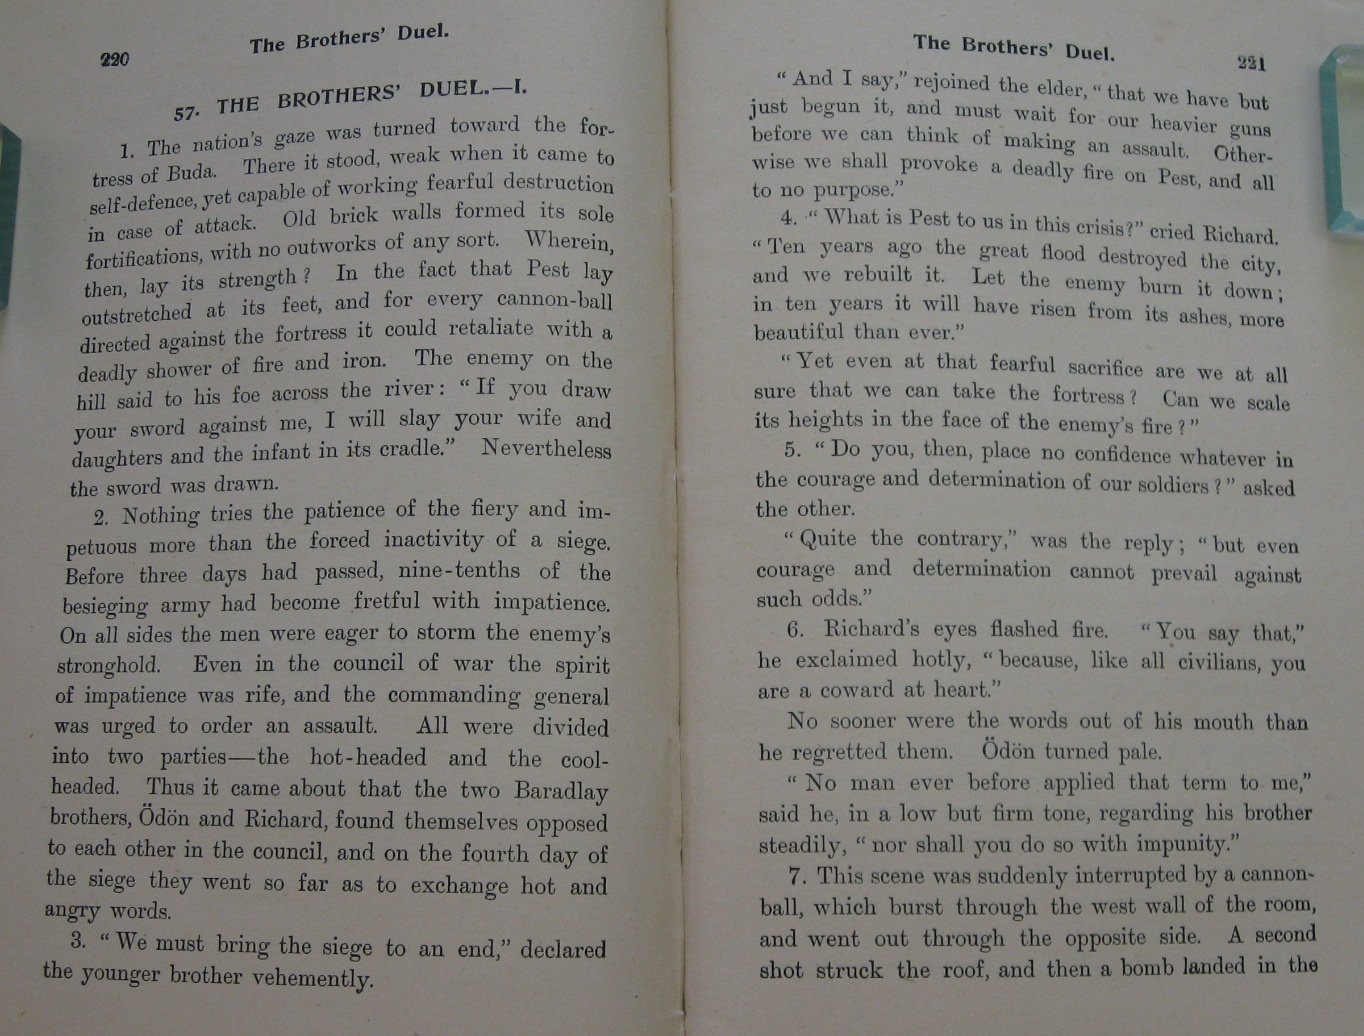 220
The Brothers' Duel.
57. THE BROTHERS' DUEL.—I.
1. The nation's gaze was turned toward the for-
tress of Buda. There it stood, weak when it came to
self-defence, yet capable of working fearful destruction
in case of attack. Old brick walls formed its sole
fortifications, with no outworks of any sort. Wherein,
then, lay its strength? In the fact that Pest lay
outstretched at its feet, and for every cannon-ball
directed against the fortress it could retaliate with a
deadly shower of fire and iron. The enemy on the
hill said to his foe across the river: "If you draw
your sword against me, I will slay your wife and
daughters and the infant in its cradle." Nevertheless
the sword was drawn.
2. Nothing tries the patience of the fiery and im-
petuous more than the forced inactivity of a siege.
Before three days had passed, nine-tenths of the
besieging army had become fretful with impatience.
On all sides the men were eager to storm the enemy's
stronghold. Even in the council of war the spirit
of impatience was rife, and the commanding general
was urged to order an assault. All were divided
into two parties—the hot-headed and the cool-
headed. Thus it came about that the two Baradlay
brothers, Ödön and Richard, found themselves opposed
to each other in the council, and on the fourth day of
the siege they went so far as to exchange hot and
angry words.
3. "We must bring the siege to an end," declared
the younger brother vehemently.
The Brothers' Duel.
221
"And I say," rejoined the elder, "that we have but
just begun it, and must wait for our heavier guns
before we can think of making an assault. Other-
wise we shall provoke a deadly fire on Pest, and all
to no purpose."
4. "What is Pest to us in this crisis?" cried Richard.
"Ten years ago the great flood destroyed the city,
and we rebuilt it. Let the enemy burn it down;
in ten years it will have risen from its ashes, more
beautiful than ever."
"Yet even at that fearful sacrifice are we at all
sure that we can take the fortress? Can we scale
its heights in the face of the enemy's fire?"
5. "Do you, then, place no confidence whatever in
the courage and determination of our soldiers?" asked
the other.
"Quite the contrary," was the reply; "but even
courage and determination cannot prevail against
such odds."
6. Richard's eyes flashed fire. "You say that,"
he exclaimed hotly, "because, like all civilians, you
are a coward at heart."
No sooner were the words out of his mouth than
he regretted them. Ödön turned pale.
"No man ever before applied that term to me,"
said he, in a low but firm tone, regarding his brother
steadily, "nor shall you do so with impunity."
7. This scene was suddenly interrupted by a cannon-
ball, which burst through the west wall of the room,
and went out through the opposite side. A second
shot struck the roof, and then a bomb landed in the